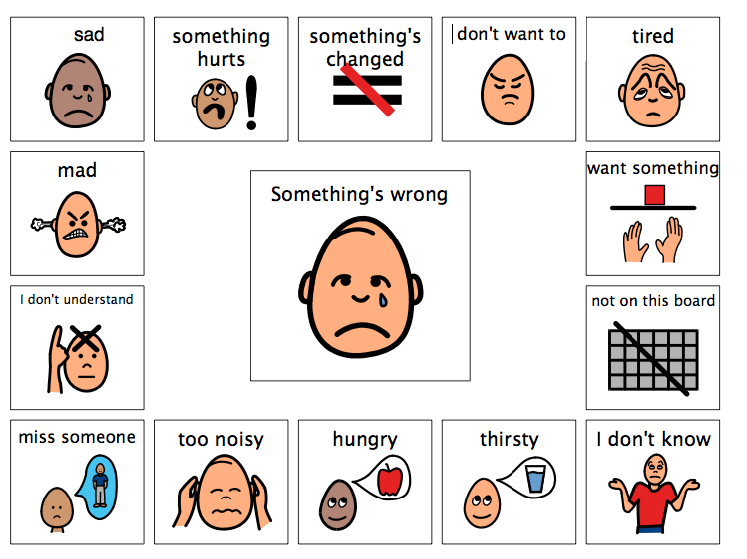 sad
something
hurts
something's
changed
don't want to
tired
mad
Something's wrong
want something
I don't understand
not on this board
miss someone
too noisy
hungry
thirsty
I don't know